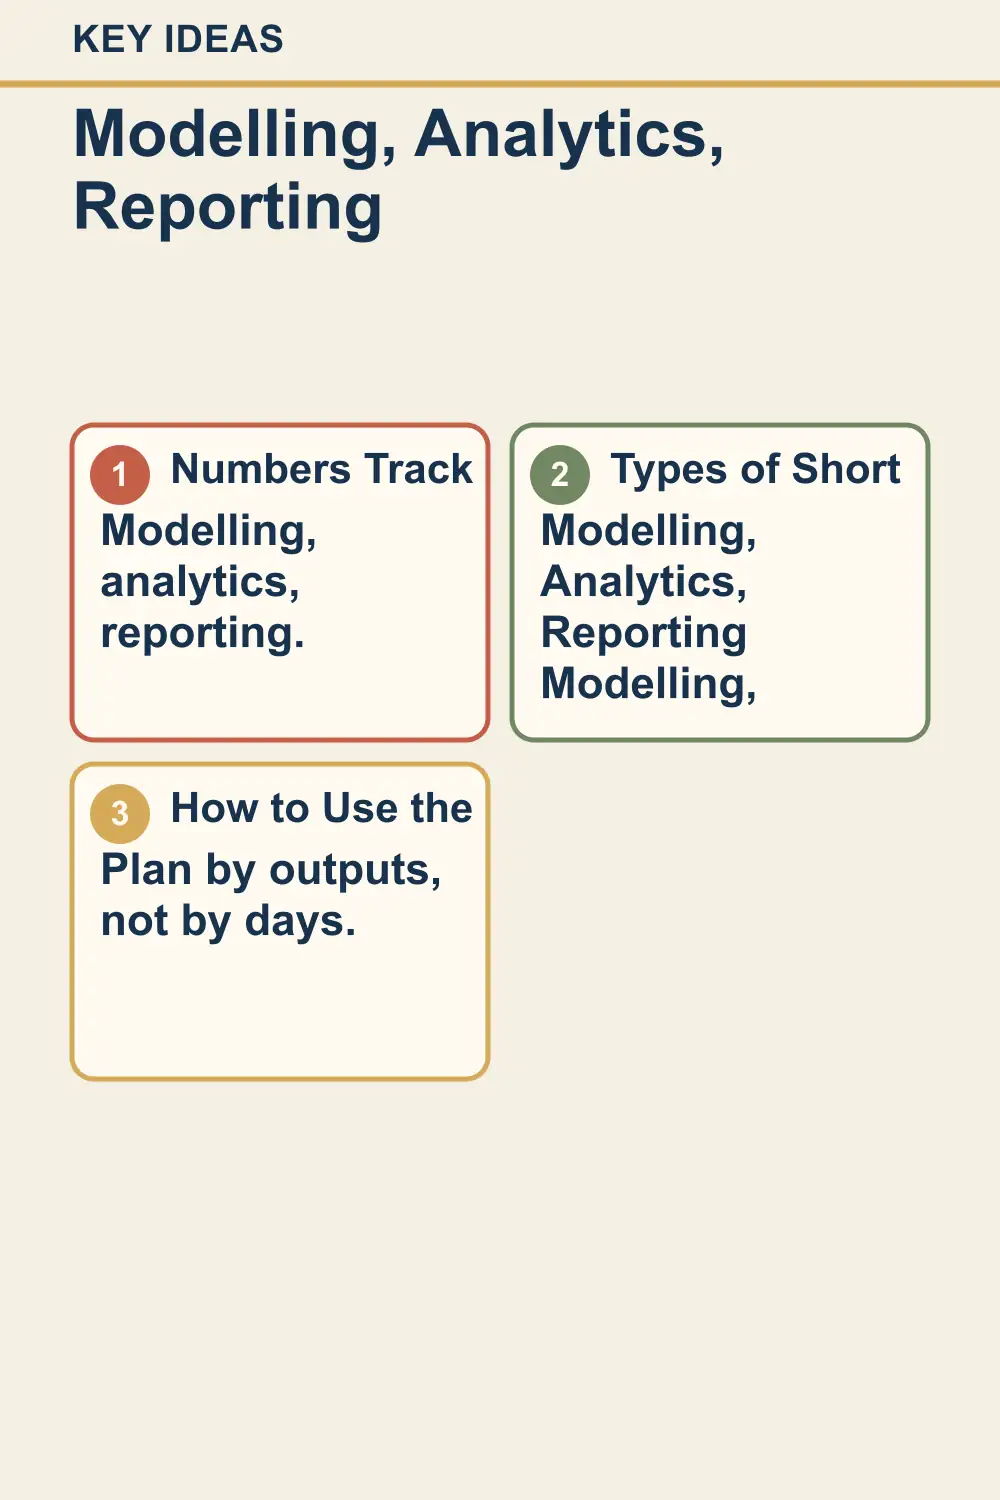 KEY IDEAS
Modelling, Analytics,
Reporting
1 Numbers Track
Modelling,
analytics,
reporting.
2 Types of Short
Modelling,
Analytics,
Reporting
Modelling,
3 How to Use the
Plan by outputs,
not by days.